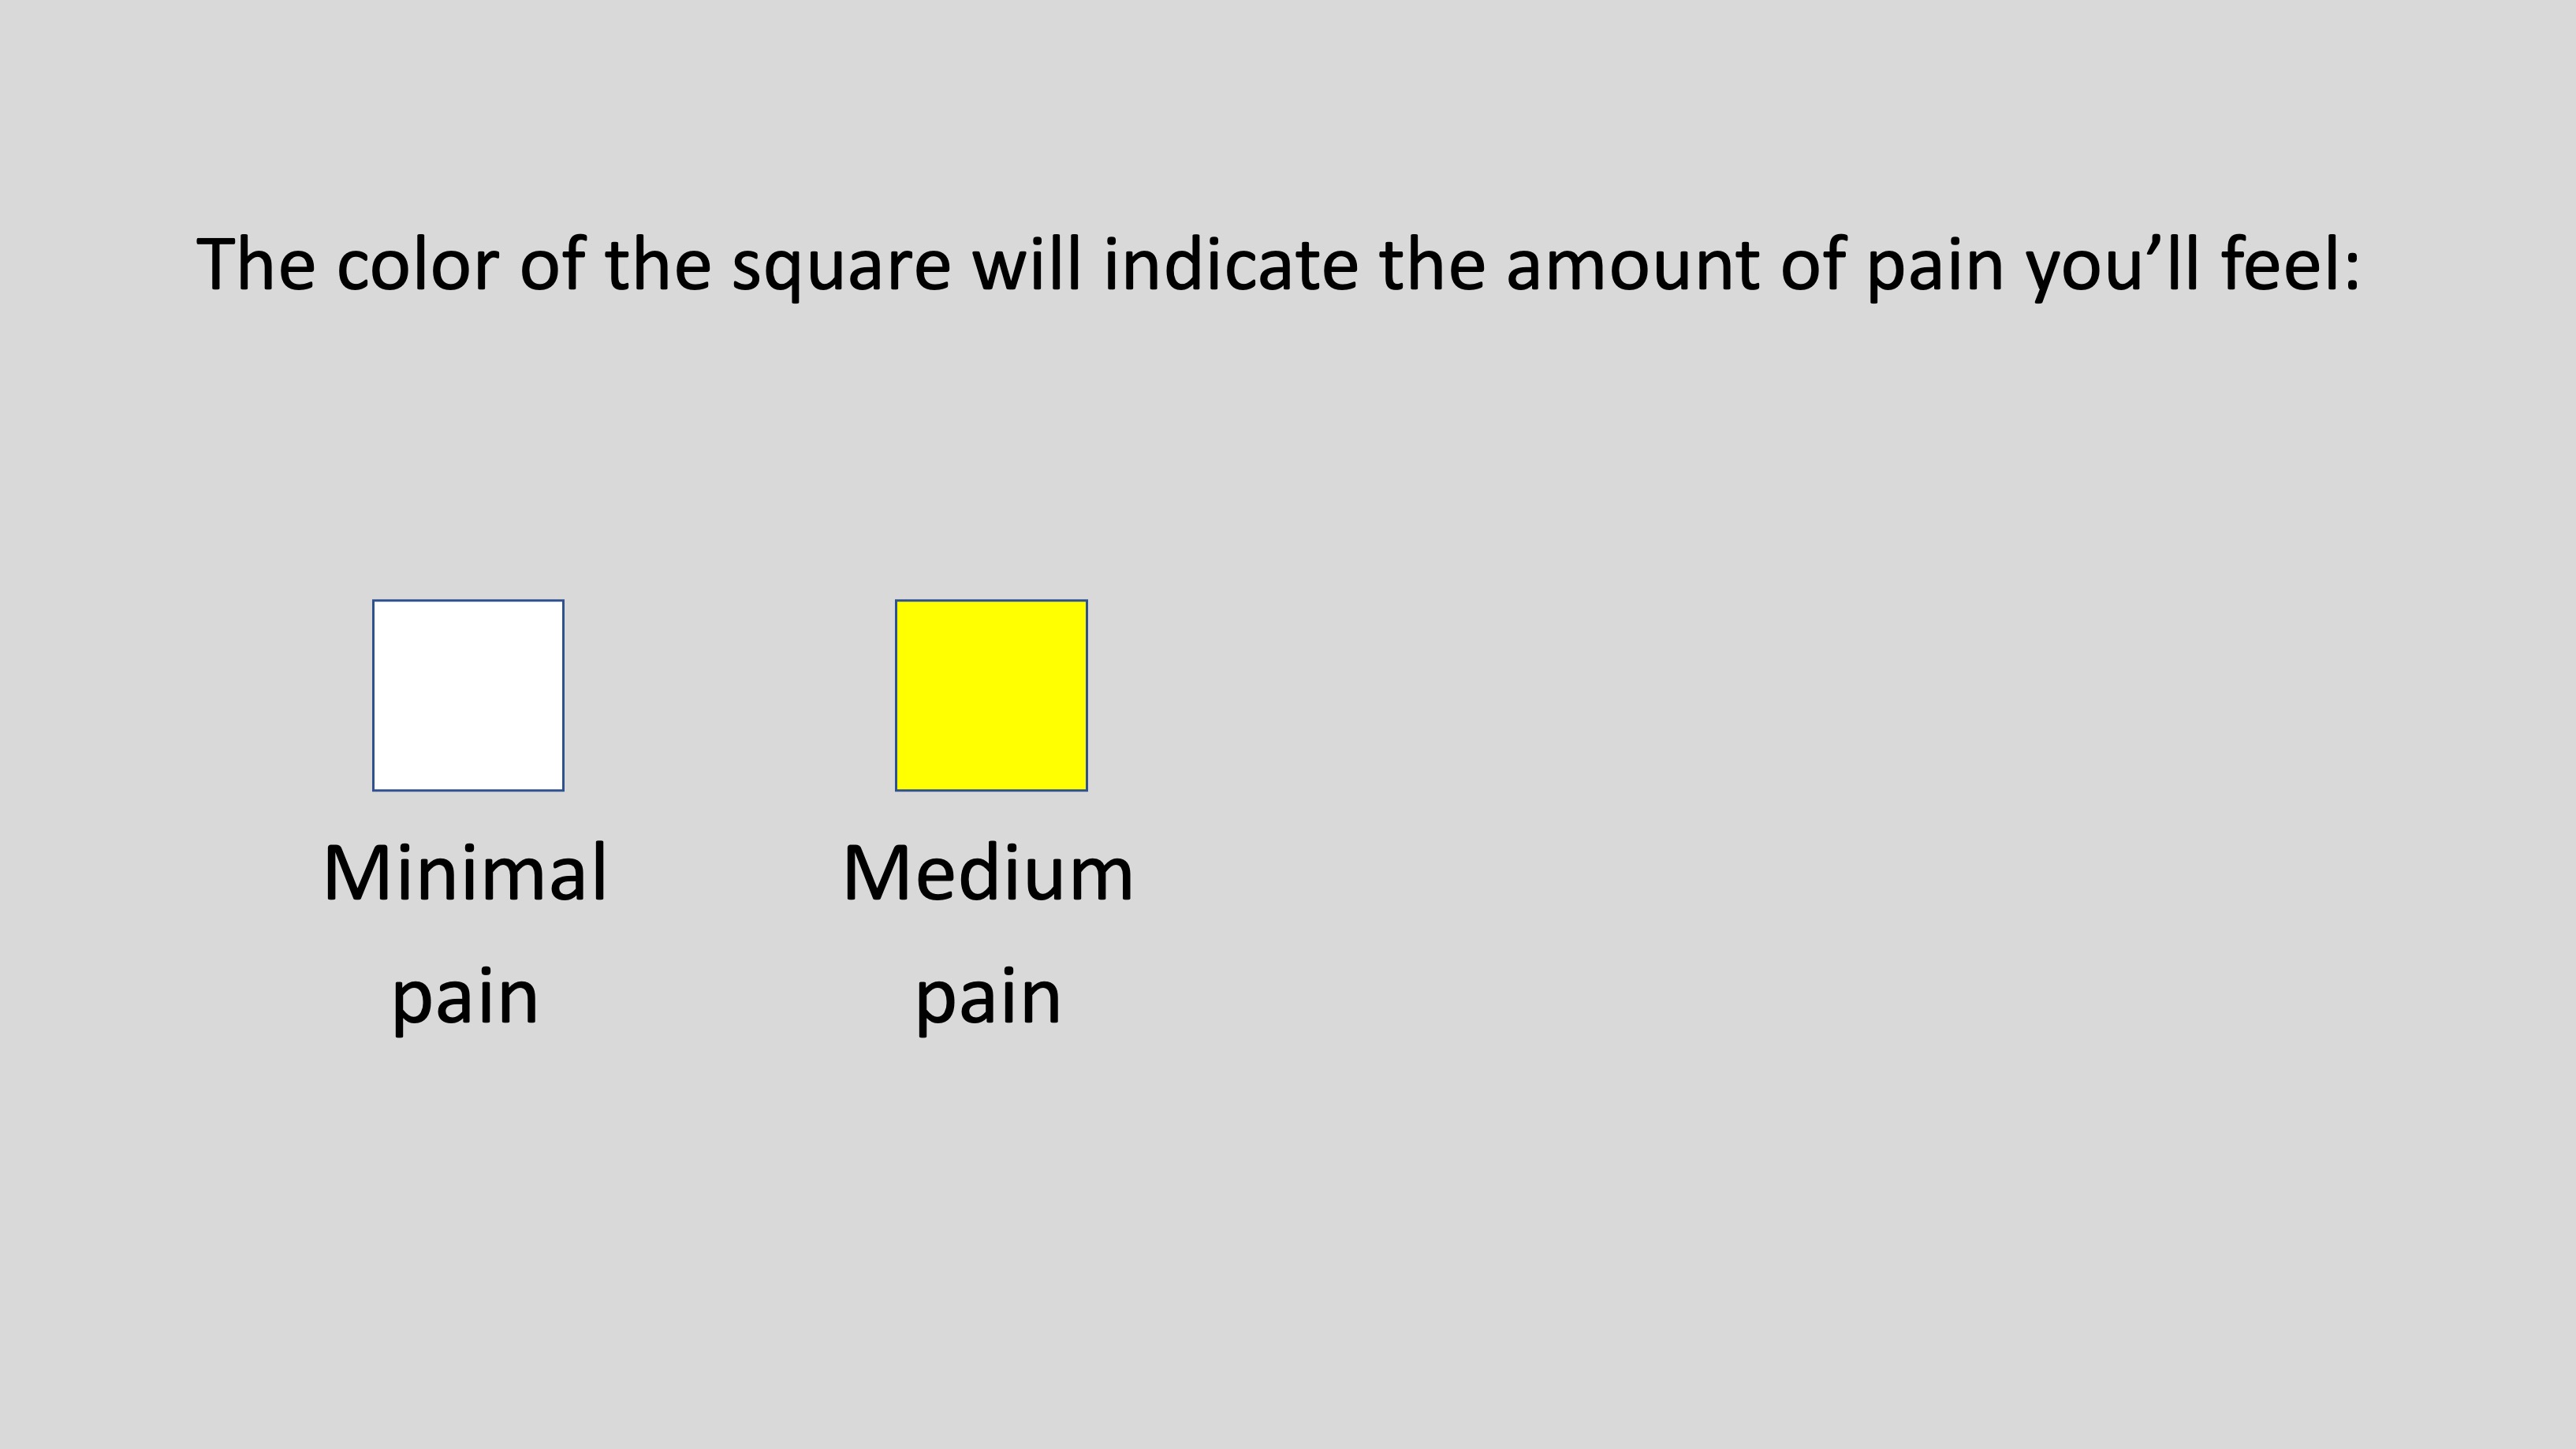 The color of the square will indicate the amount of pain you’ll feel:
Minimal
pain
Medium
pain